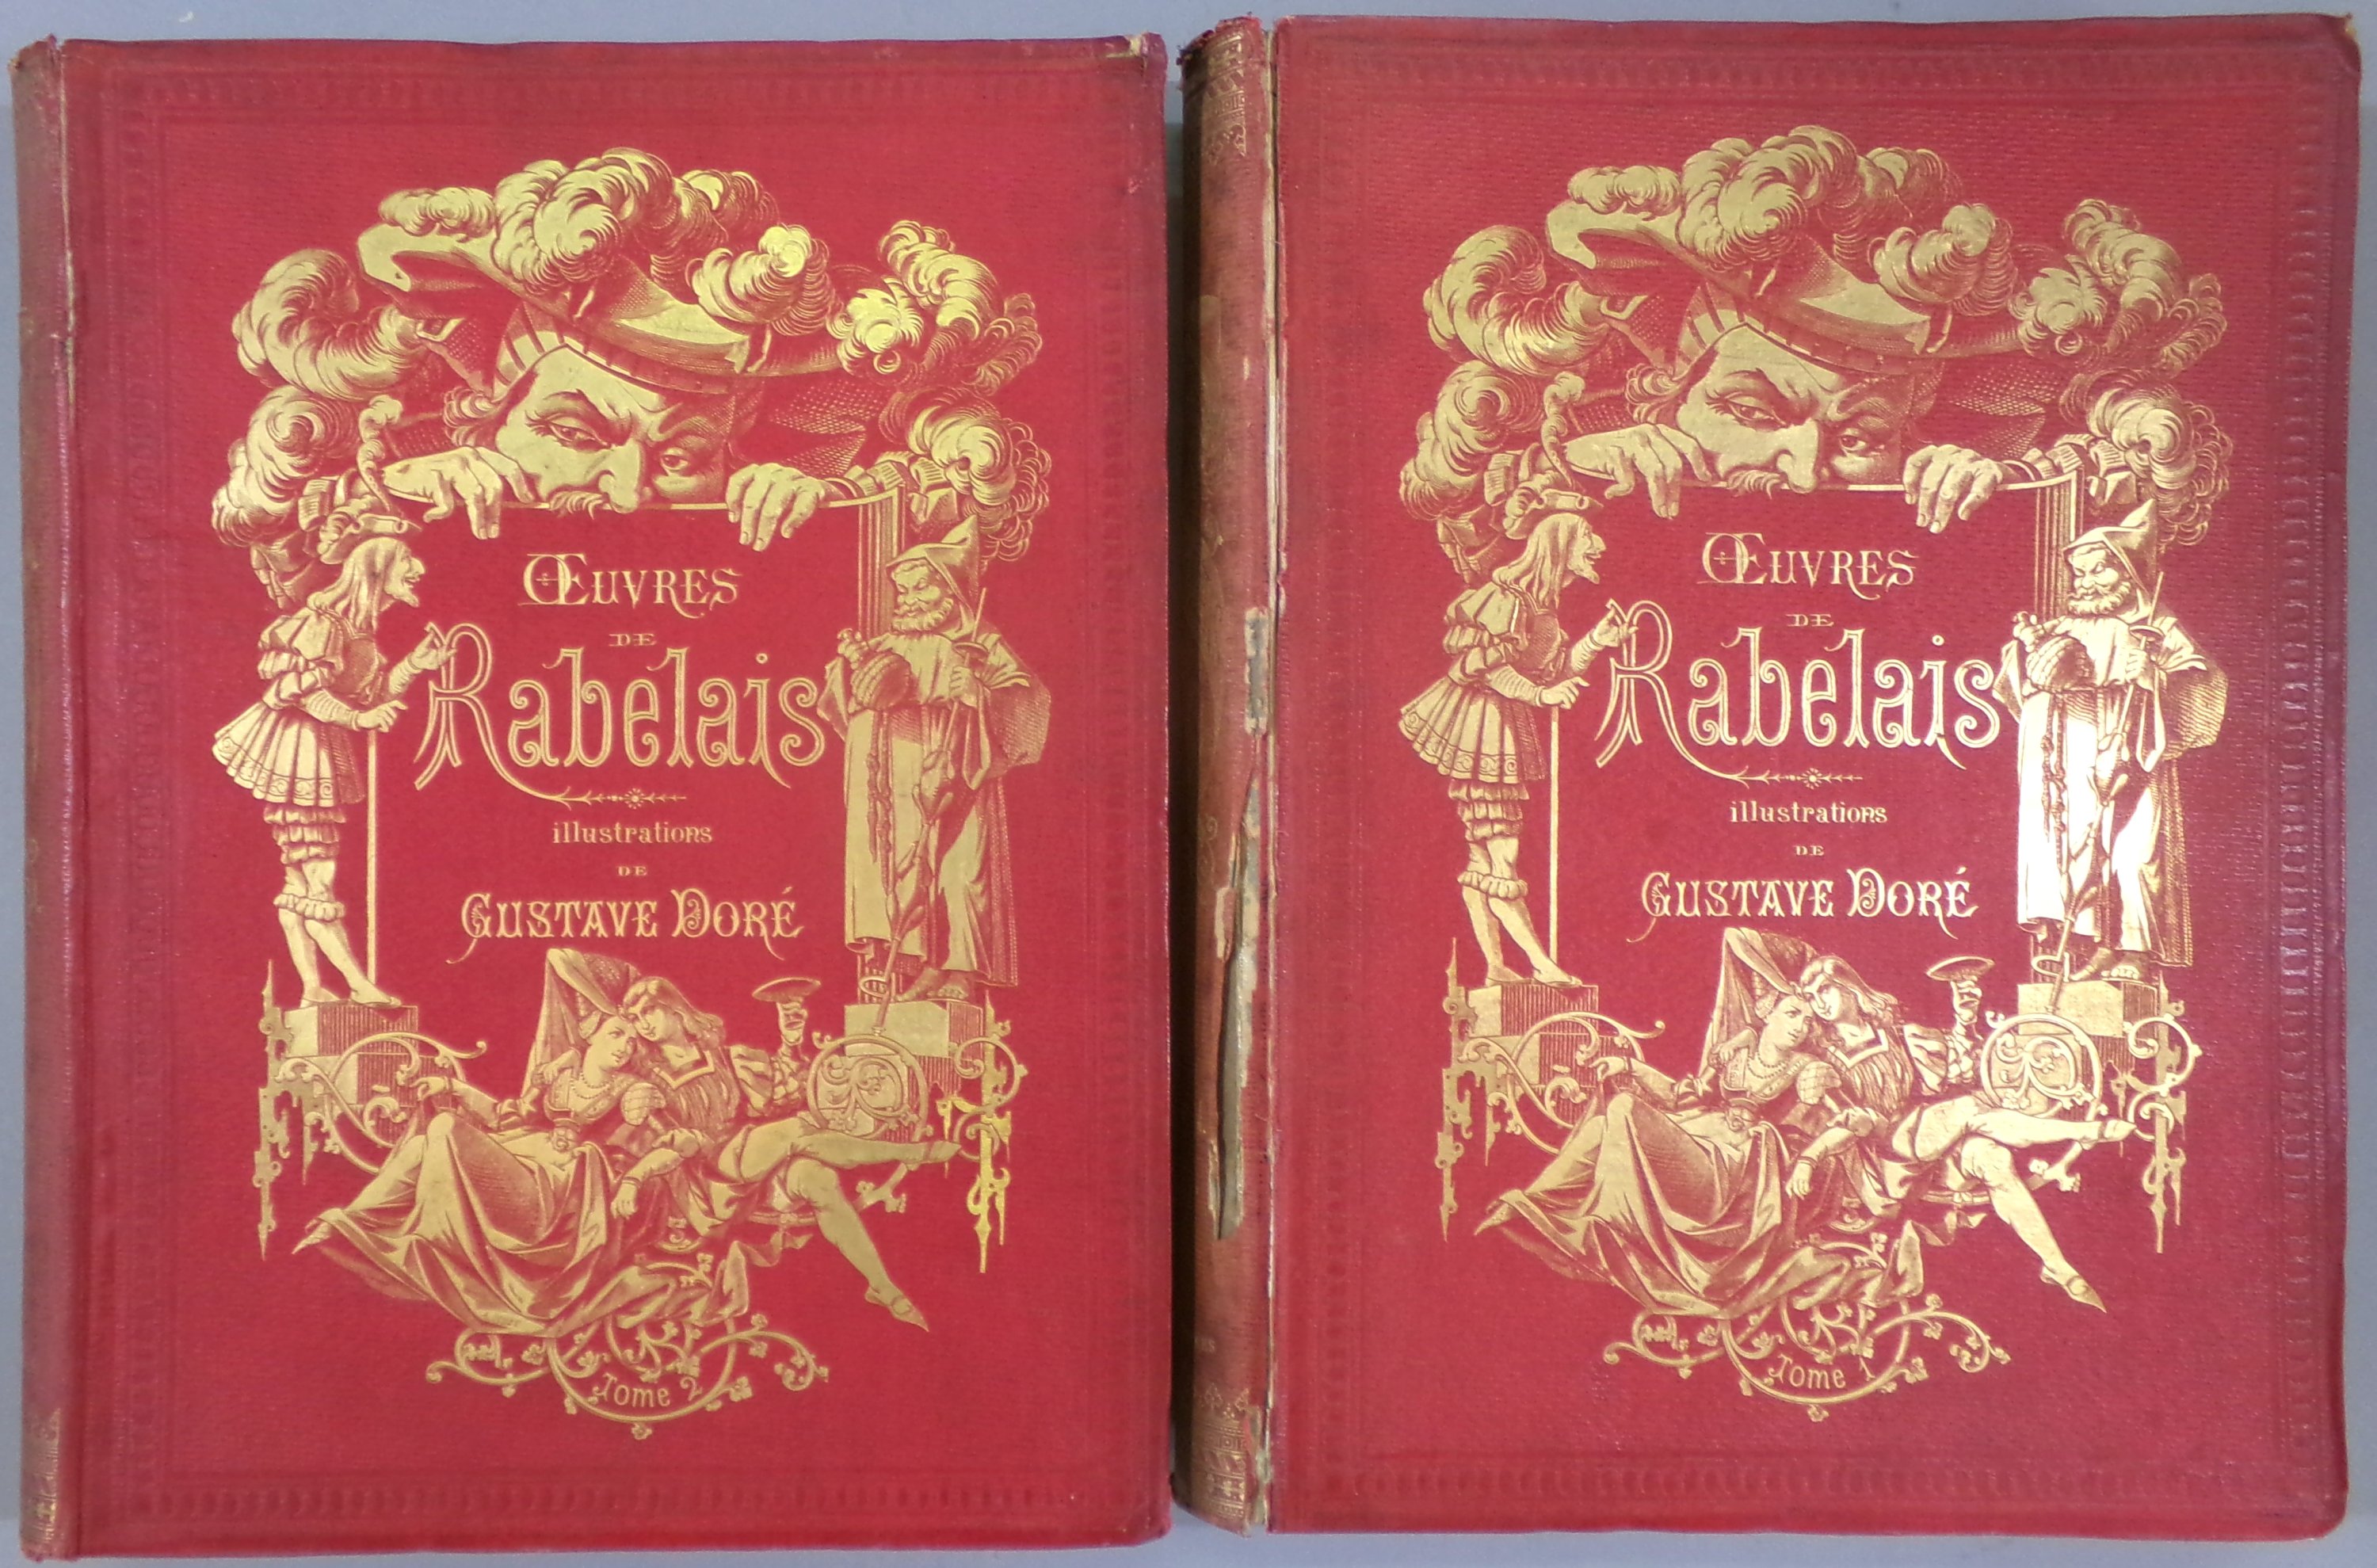 ŒUVRES
DE
Rabelais
illustrations
DE
GUSTAVE DORÉ
Tome 2
ŒUVRES
DE
Rabelais
illustrations
DE
GUSTAVE DORÉ
Tome 1